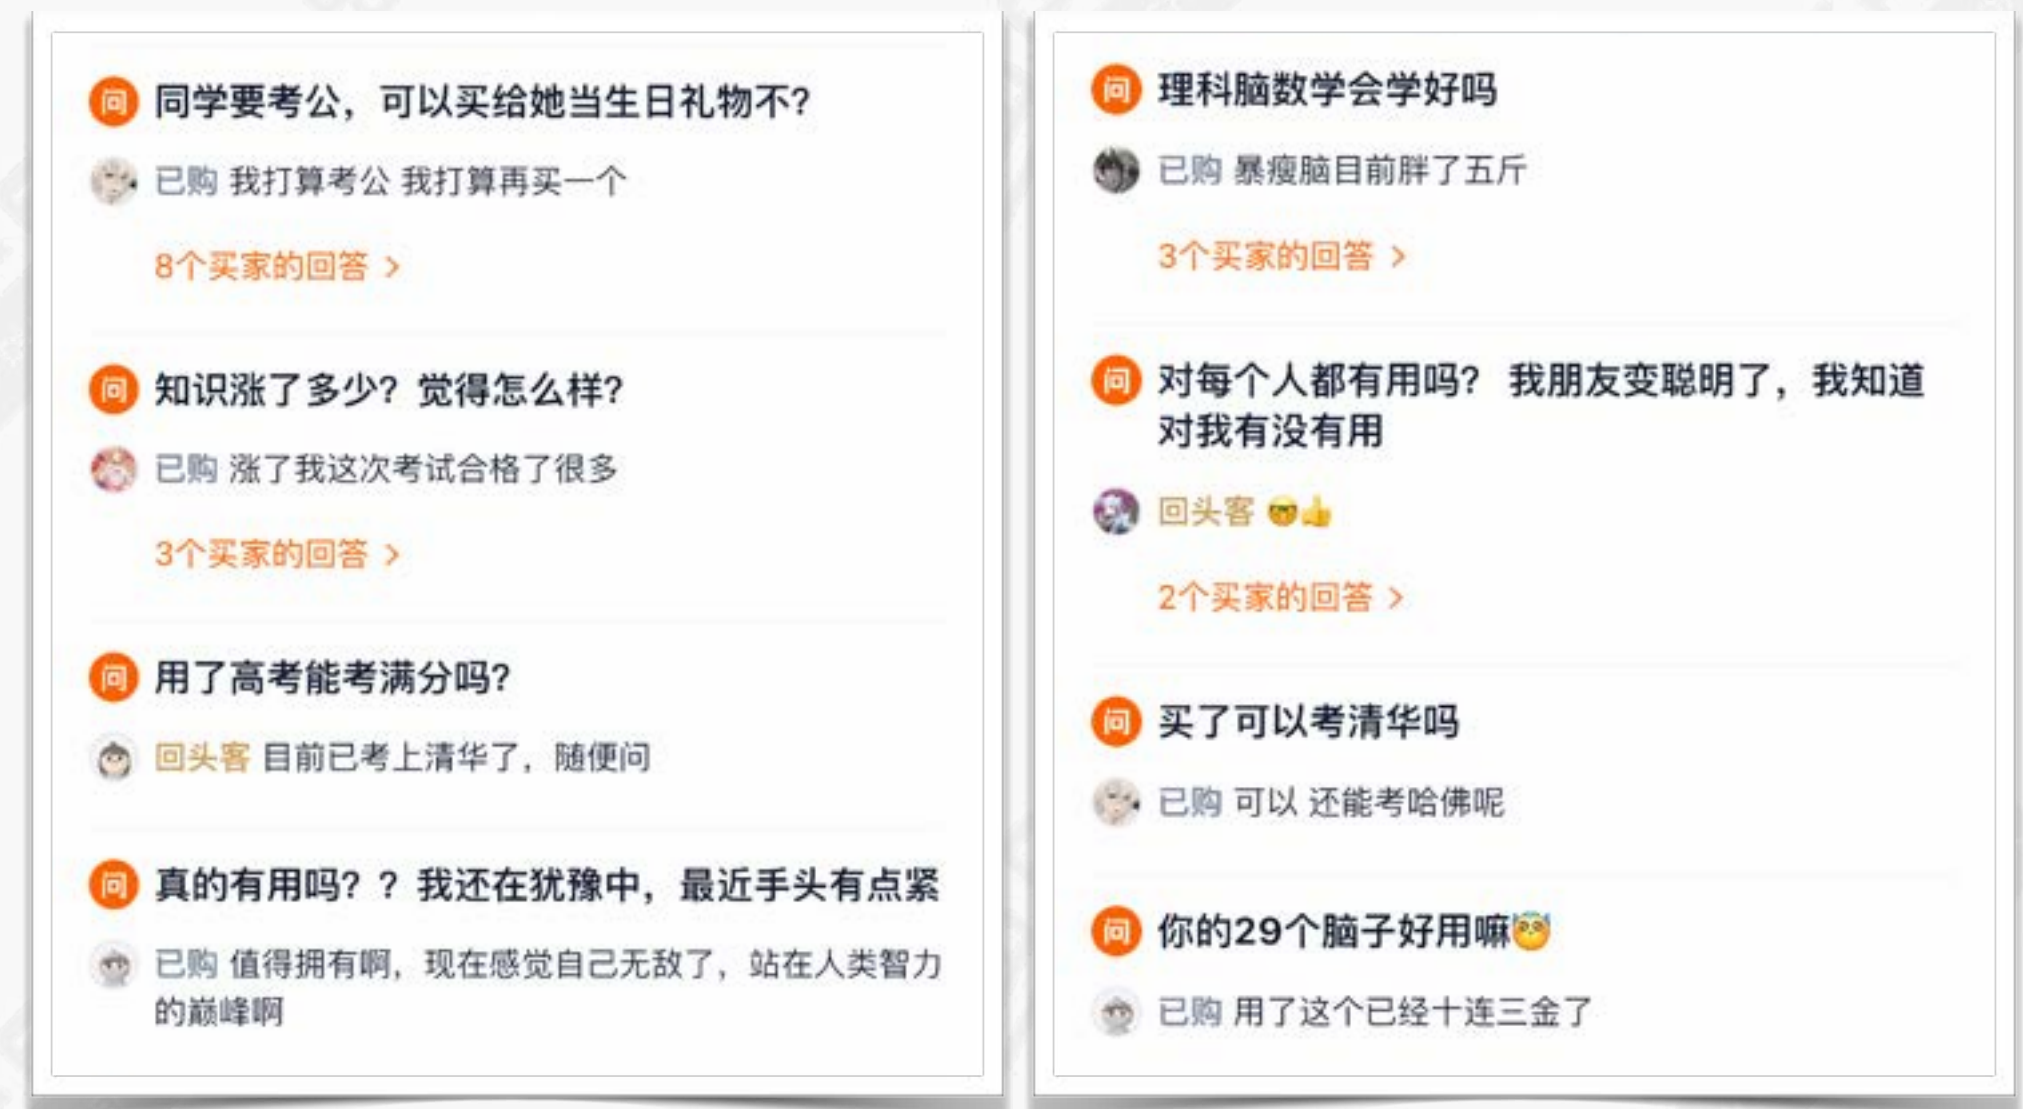 问 同学要考公，可以买给她当生日礼物不？
已购 我打算考公 我打算再买一个
8个买家的回答 >
问 知识涨了多少？觉得怎么样？
已购 涨了我这次考试合格了很多
3个买家的回答 >
问 用了高考能考满分吗？
回头客 目前已考上清华了，随便问
问 真的有用吗？？我还在犹豫中，最近手头有点紧
已购 值得拥有啊，现在感觉自己无敌了，站在人类智力
的巅峰啊
问 理科脑数学会学好吗
已购 暴瘦脑目前胖了五斤
3个买家的回答 >
问 对每个人都有用吗？ 我朋友变聪明了，我知道
对我有没有用
回头客 🤓👍
2个买家的回答 >
问 买了可以考清华吗
已购 可以 还能考哈佛呢
问 你的29个脑子好用嘛
已购 用了这个已经十连三金了